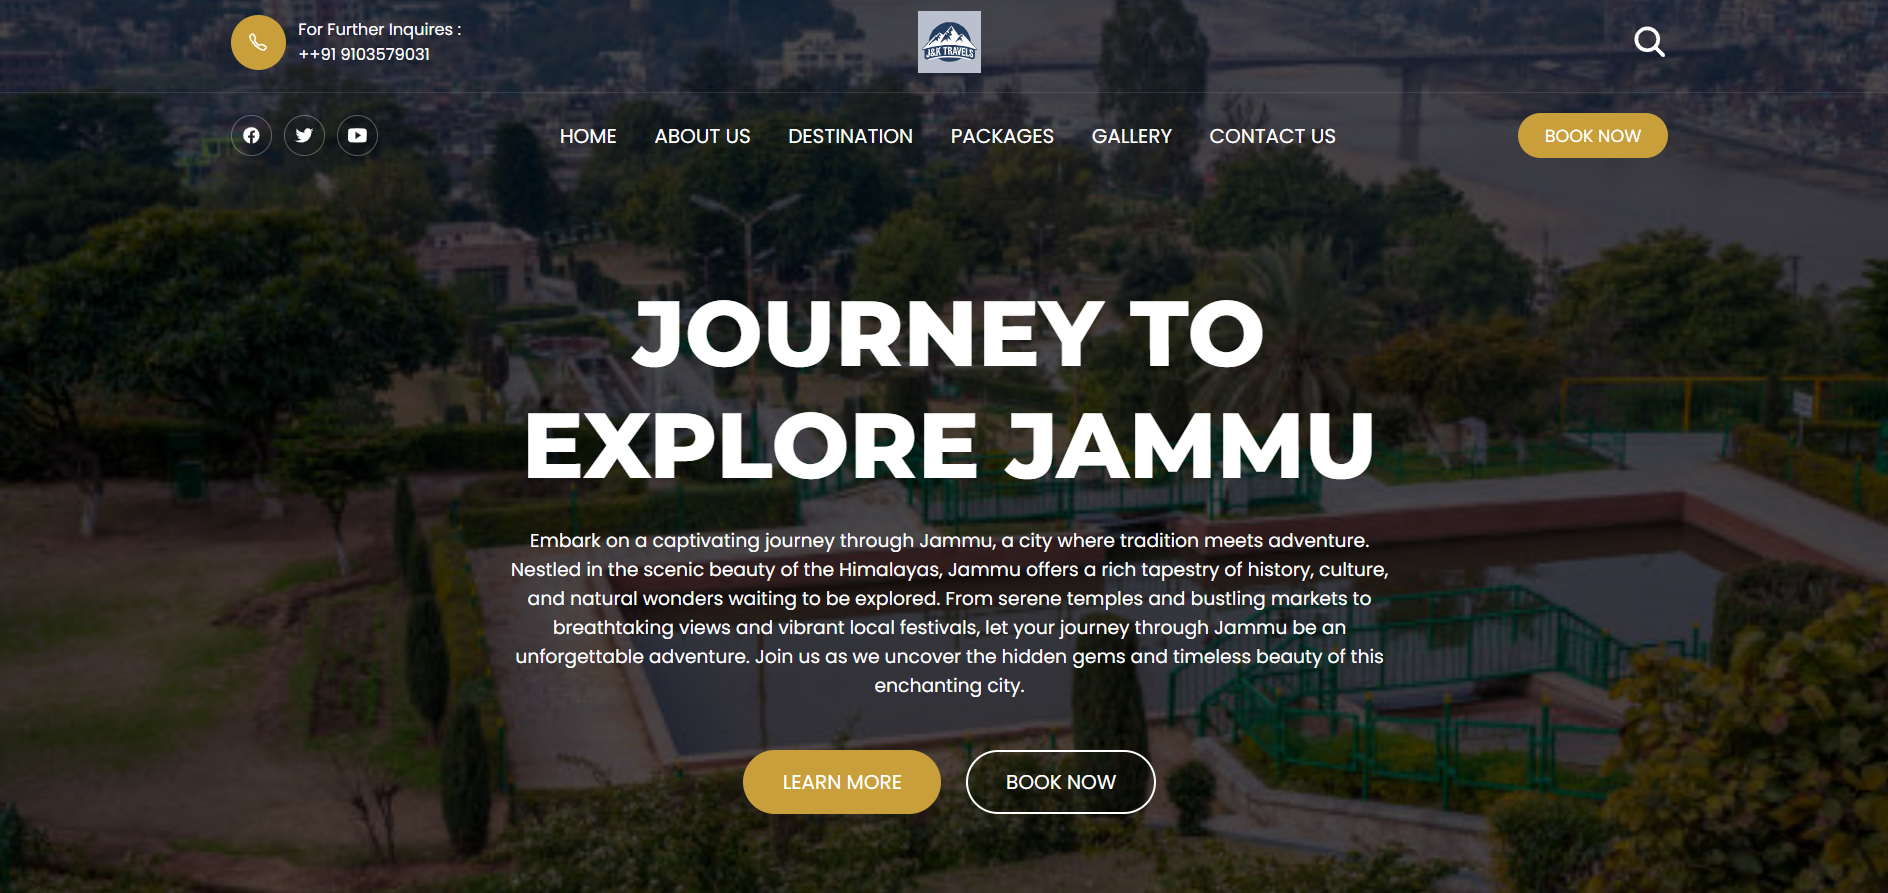 For Further Inquires :
++91 9103579031
J&K TRAVELS
HOME ABOUT US DESTINATION PACKAGES GALLERY CONTACT US
BOOK NOW
JOURNEY TO
EXPLORE JAMMU
Embark on a captivating journey through Jammu, a city where tradition meets adventure.
Nestled in the scenic beauty of the Himalayas, Jammu offers a rich tapestry of history, culture,
and natural wonders waiting to be explored. From serene temples and bustling markets to
breathtaking views and vibrant local festivals, let your journey through Jammu be an
unforgettable adventure. Join us as we uncover the hidden gems and timeless beauty of this
enchanting city.
LEARN MORE BOOK NOW